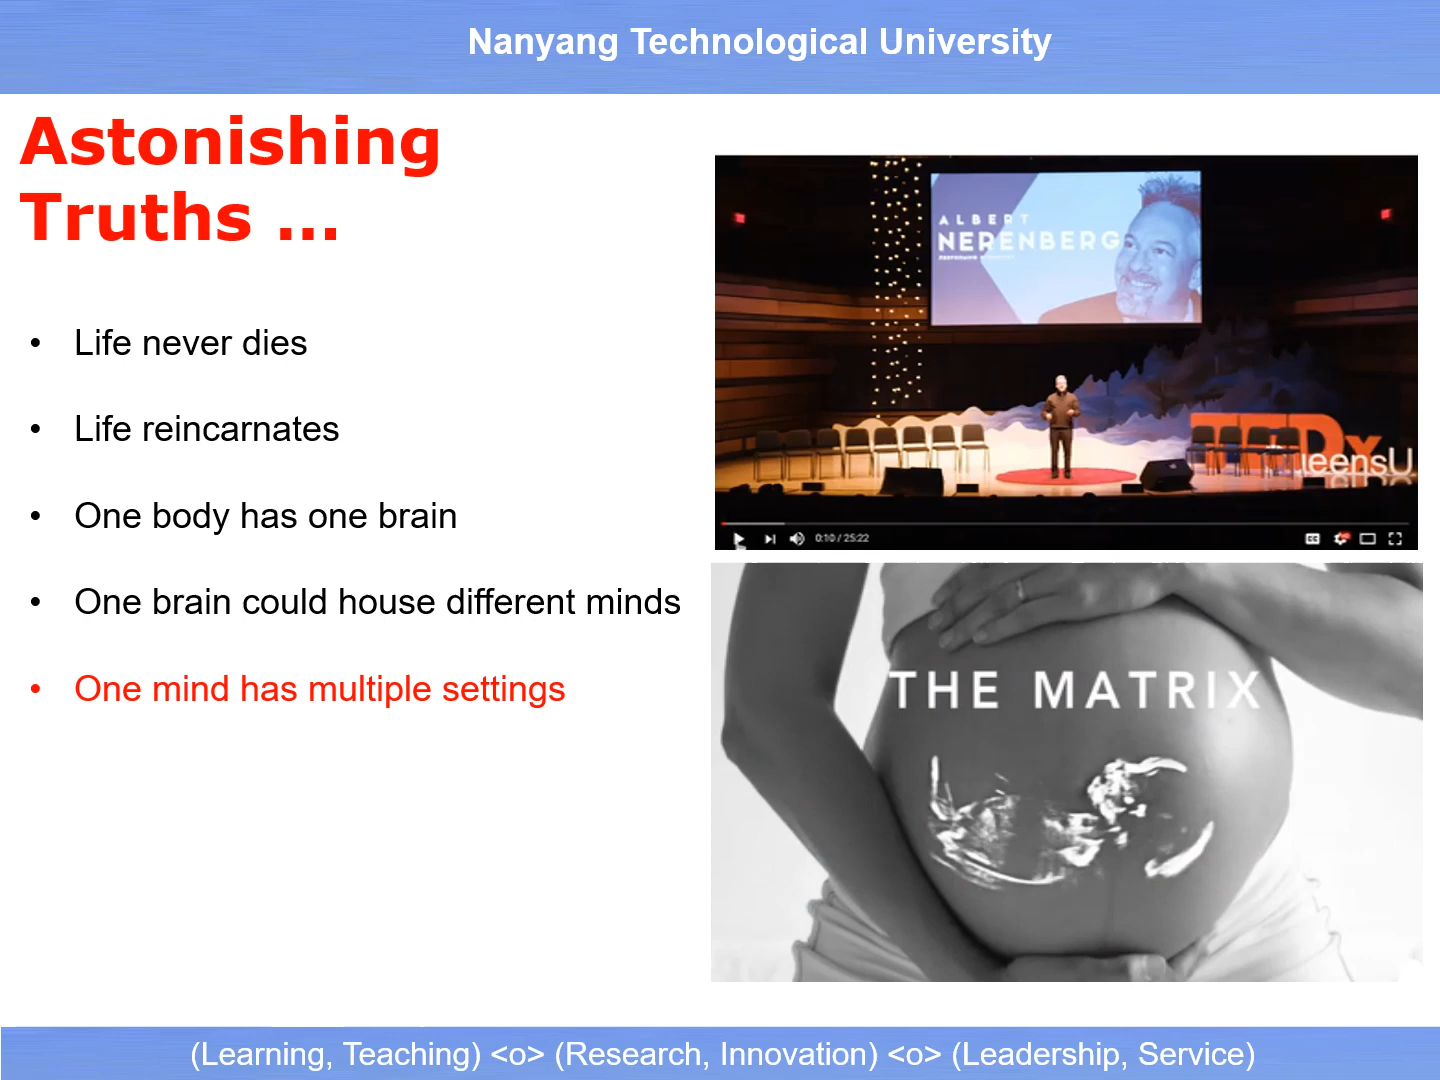 Nanyang Technological University
Astonishing
Truths ...
• Life never dies
• Life reincarnates
• One body has one brain
• One brain could house different minds
• One mind has multiple settings
ALBERT
NERENBERG
TEDx
QueensU
0:10 / 25:22
THE MATRIX
(Learning, Teaching) <o> (Research, Innovation) <o> (Leadership, Service)